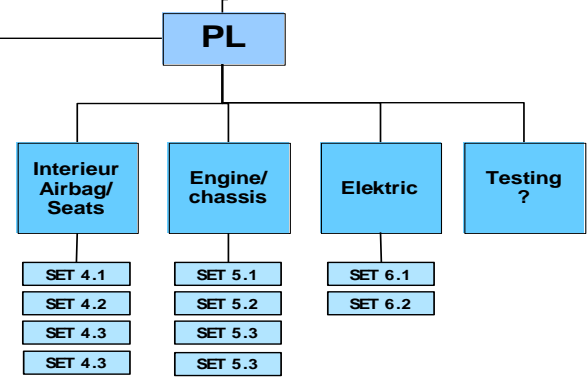 PL
Interieur
Airbag/
Seats
Engine/
chassis
Elektric
Testing
?
SET 4.1
SET 4.2
SET 4.3
SET 4.3
SET 5.1
SET 5.2
SET 5.3
SET 5.3
SET 6.1
SET 6.2